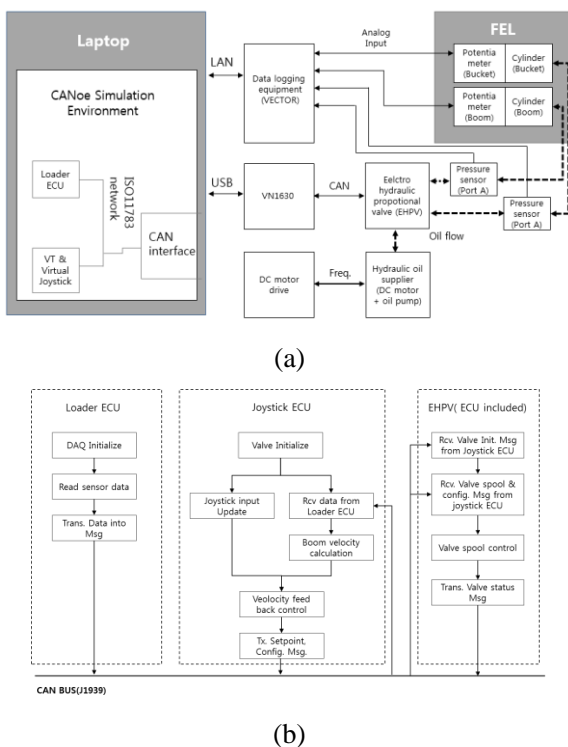 Laptop
CANoe Simulation
Environment
Loader
ECU
ISO11783
network
VT &
Virtual
Joystick
CAN
interface
LAN
USB
Data logging
equipment
(VECTOR)
VN1630
DC motor
drive
Analog
Input
CAN
Freq.
Eelctro
hydraulic
propotional
valve (EHPV)
Hydraulic oil
supplier
(DC motor
+ oil pump)
Oil flow
Pressure
sensor
(Port A)
Pressure
sensor
(Port A)
FEL
Potentia
meter
(Bucket)
Cylinder
(Bucket)
Potentia
meter
(Boom)
Cylinder
(Boom)
(a)
Loader ECU
DAQ Initialize
Read sensor data
Trans. Data into
Msg
Joystick ECU
Valve Initialize
Joystick input
Update
Rcv data from
Loader ECU
Boom velocity
calculation
Veolocity feed
back control
Tx. Setpoint,
Config. Msg.
EHPV( ECU included)
Rcv. Valve Init. Msg
from Joystick ECU
Rcv. Valve spool &
config. Msg from
joystick ECU
Valve spool control
Trans. Valve status
Msg
CAN BUS(J1939)
(b)